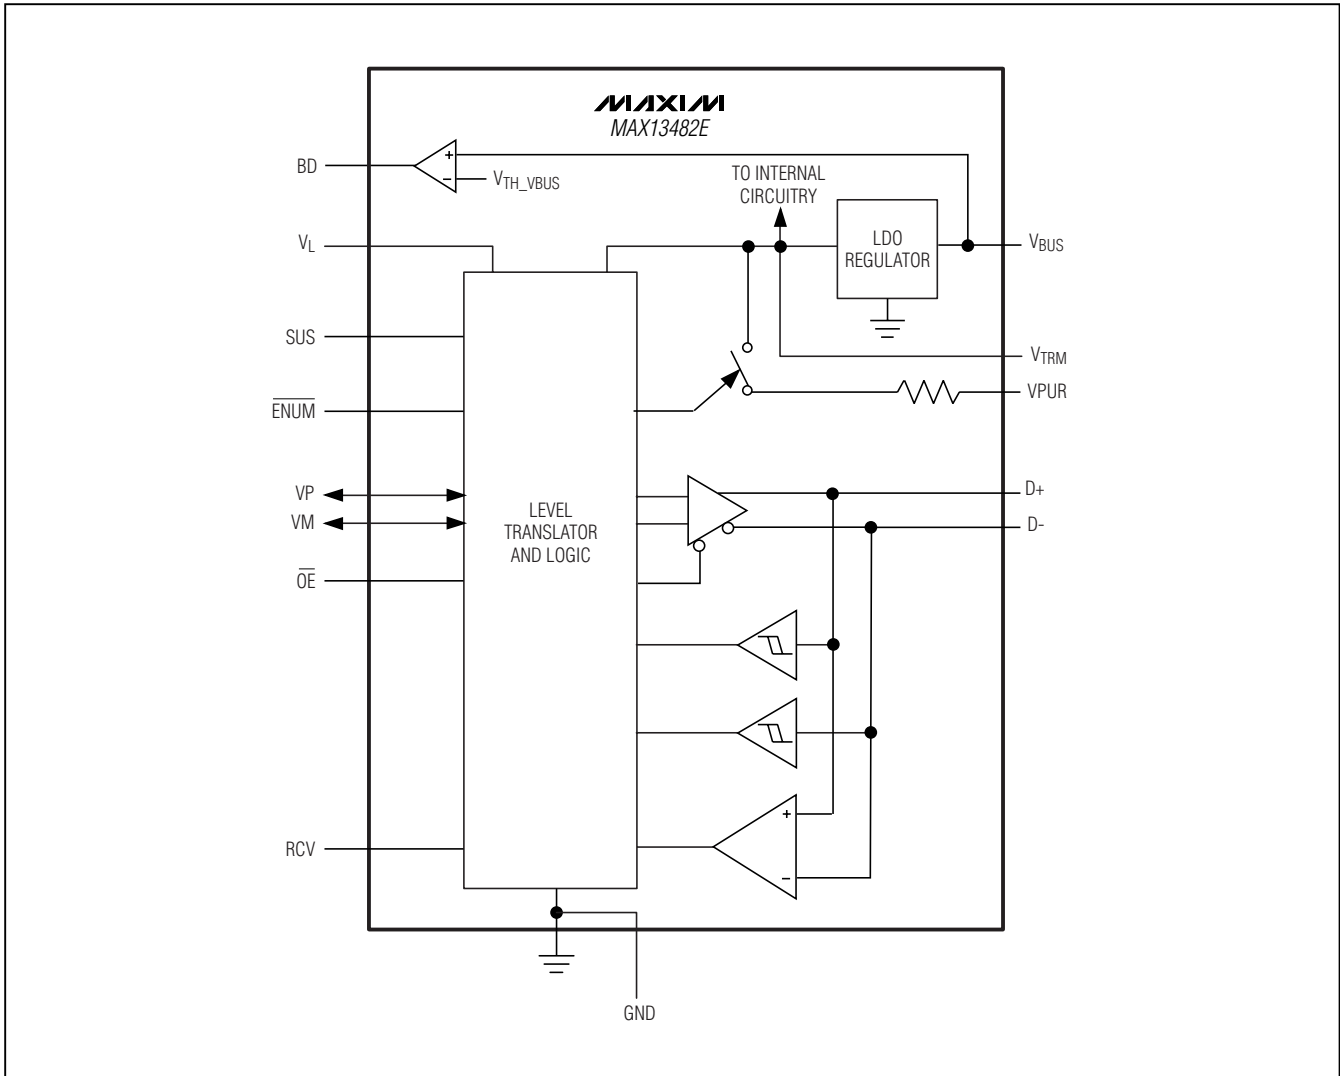 MAXIM
MAX13482E
BD
+
−
VTH_VBUS
TO INTERNAL
CIRCUITRY
VL
LDO
REGULATOR
VBUS
SUS
VTRM
VPUR
ENUM
VP
VM
D+
D-
LEVEL
TRANSLATOR
AND LOGIC
OE
+
−
RCV
GND